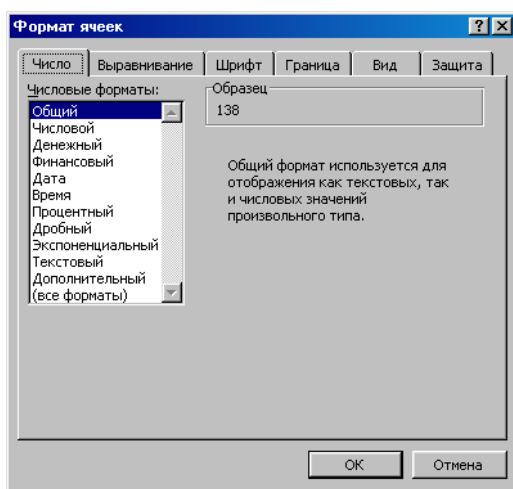 Формат ячеек
Число
Выравнивание
Шрифт
Граница
Вид
Защита
Числовые форматы:
Общий
Числовой
Денежный
Финансовый
Дата
Время
Процентный
Дробный
Экспоненциальный
Текстовый
Дополнительный
(все форматы)
Образец
138
Общий формат используется для
отображения как текстовых, так
и числовых значений
произвольного типа.
ОК
Отмена